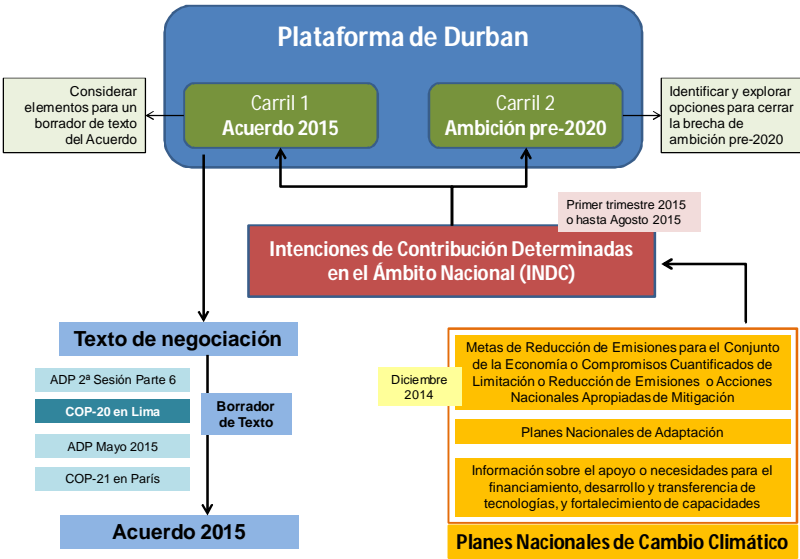 Plataforma de Durban
Considerar
elementos para un
borrador de texto
del Acuerdo
Carril 1
Acuerdo 2015
Carril 2
Ambición pre-2020
Identificar y explorar
opciones para cerrar
la brecha de
ambición pre-2020
Primer trimestre 2015
o hasta Agosto 2015
Intenciones de Contribución Determinadas
en el Ámbito Nacional (INDC)
Texto de negociación
ADP 2ª Sesión Parte 6
COP-20 en Lima
ADP Mayo 2015
COP-21 en París
Borrador
de Texto
Acuerdo 2015
Diciembre
2014
Metas de Reducción de Emisiones para el Conjunto
de la Economía o Compromisos Cuantificados de
Limitación o Reducción de Emisiones o Acciones
Nacionales Apropiadas de Mitigación
Planes Nacionales de Adaptación
Información sobre el apoyo o necesidades para el
financiamiento, desarrollo y transferencia de
tecnologías, y fortalecimiento de capacidades
Planes Nacionales de Cambio Climático